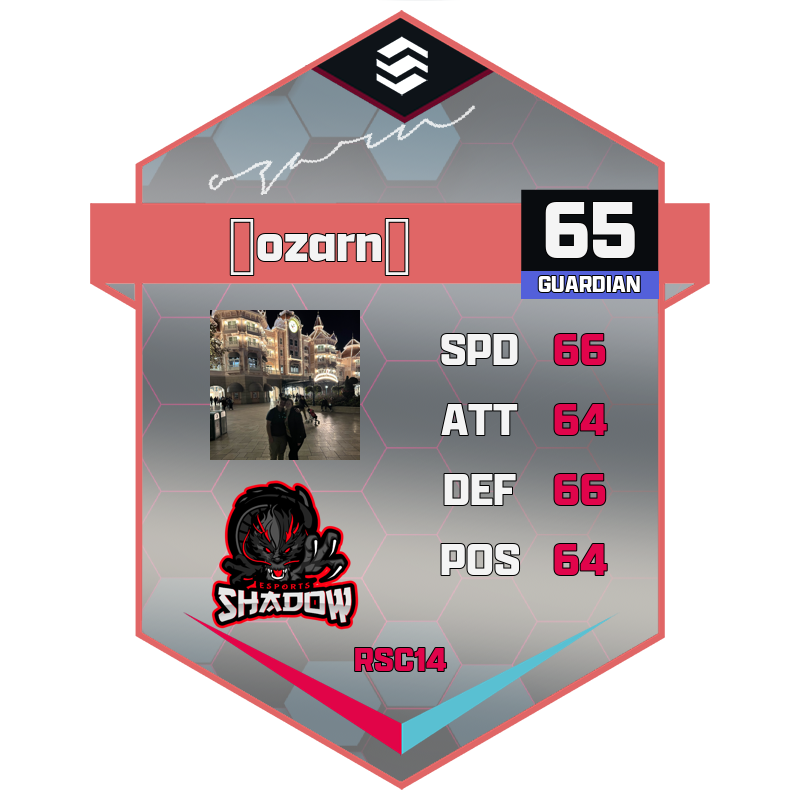 ozarn
▯ozarn▯
65
GUARDIAN
SPD 66
ATT 64
DEF 66
POS 64
ESPORTS
SHADOW
RSC14